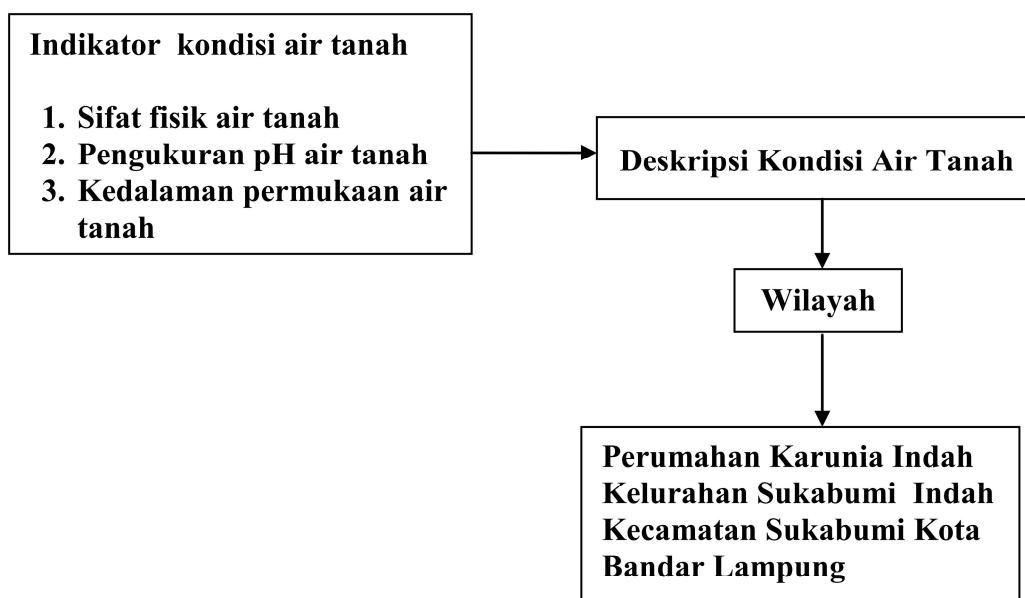 Indikator kondisi air tanah
1. Sifat fisik air tanah
2. Pengukuran pH air tanah
3. Kedalaman permukaan air
tanah
Deskripsi Kondisi Air Tanah
Wilayah
Perumahan Karunia Indah
Kelurahan Sukabumi Indah
Kecamatan Sukabumi Kota
Bandar Lampung